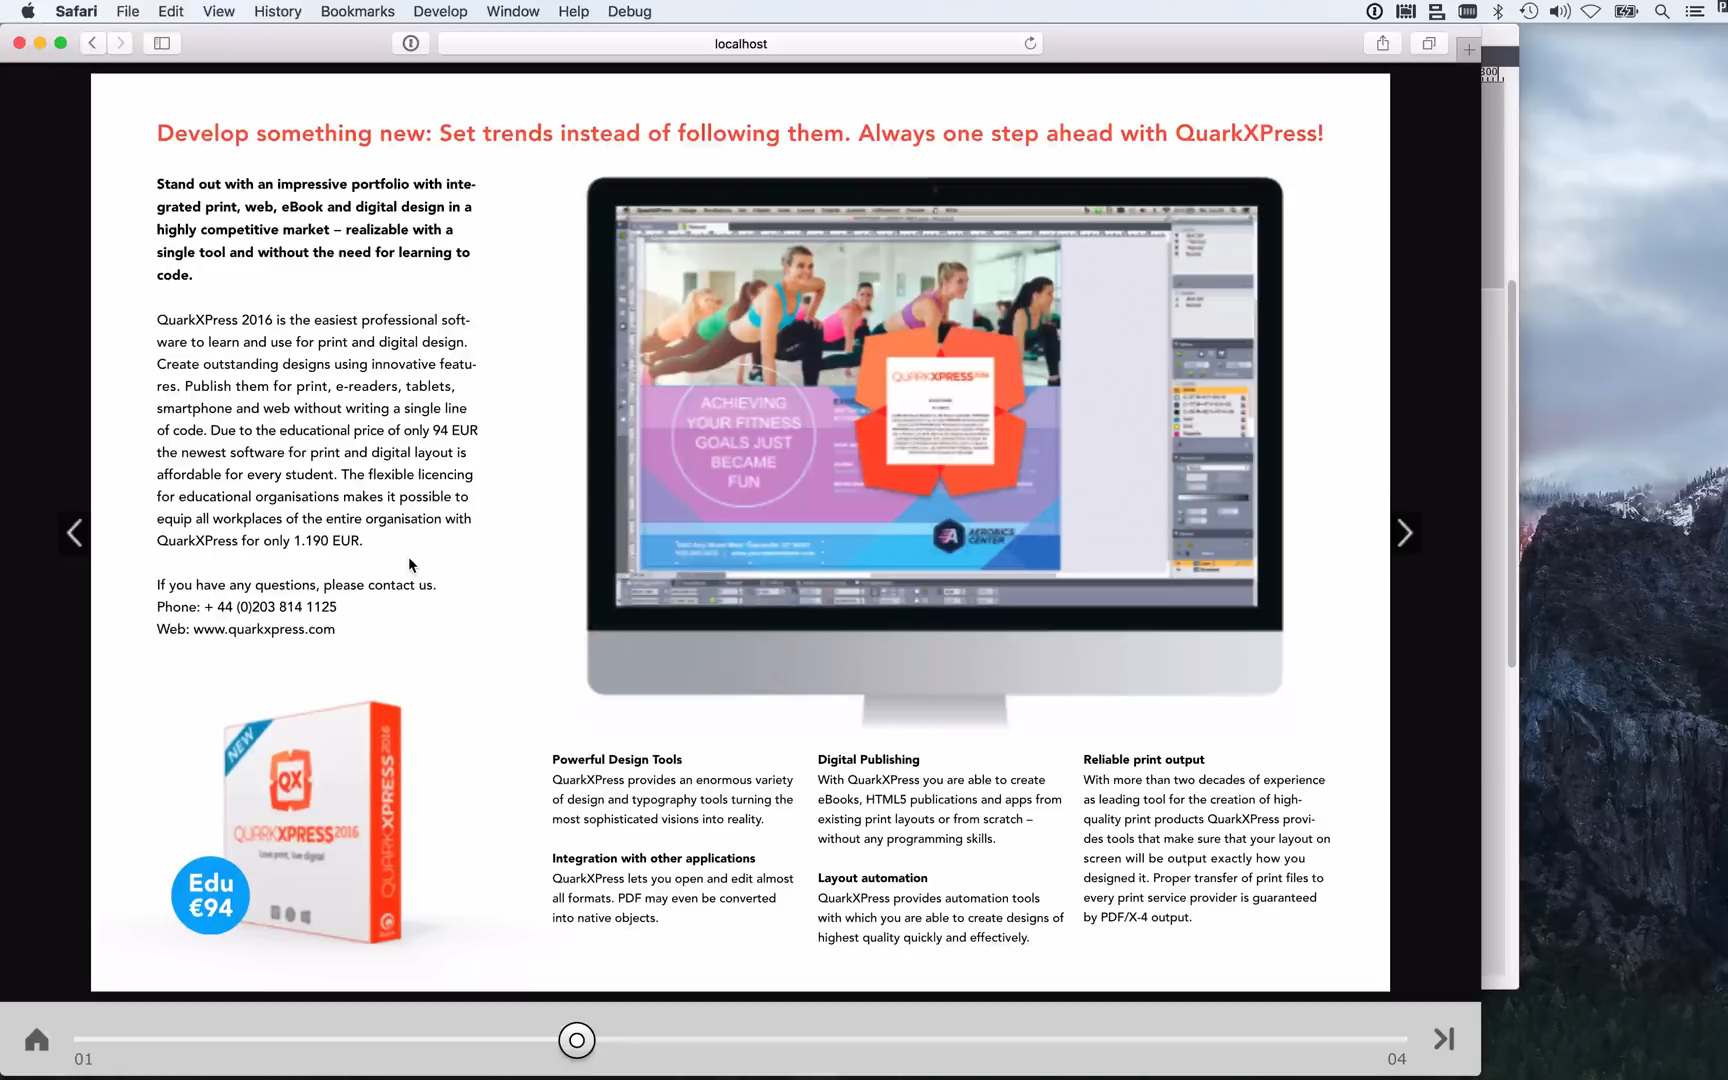 Safari File Edit View History Bookmarks Develop Window Help Debug
localhost
800
Develop something new: Set trends instead of following them. Always one step ahead with QuarkXPress!
Stand out with an impressive portfolio with inte-
grated print, web, eBook and digital design in a
highly competitive market – realizable with a
single tool and without the need for learning to
code.
QuarkXPress 2016 is the easiest professional soft-
ware to learn and use for print and digital design.
Create outstanding designs using innovative featu-
res. Publish them for print, e-readers, tablets,
smartphone and web without writing a single line
of code. Due to the educational price of only 94 EUR
the newest software for print and digital layout is
affordable for every student. The flexible licencing
for educational organisations makes it possible to
equip all workplaces of the entire organisation with
QuarkXPress for only 1.190 EUR.
If you have any questions, please contact us.
Phone: + 44 (0)203 814 1125
Web: www.quarkxpress.com
QUARKXPRESS2016
ACHIEVING
YOUR FITNESS
GOALS JUST
BECAME
FUN
AEROBICS
CENTER
NEW
QX
QUARKXPRESS2016
Love print, live digital
QUARKXPRESS2016
Edu
€94
Powerful Design Tools
QuarkXPress provides an enormous variety
of design and typography tools turning the
most sophisticated visions into reality.
Integration with other applications
QuarkXPress lets you open and edit almost
all formats. PDF may even be converted
into native objects.
Digital Publishing
With QuarkXPress you are able to create
eBooks, HTML5 publications and apps from
existing print layouts or from scratch –
without any programming skills.
Layout automation
QuarkXPress provides automation tools
with which you are able to create designs of
highest quality quickly and effectively.
Reliable print output
With more than two decades of experience
as leading tool for the creation of high-
quality print products QuarkXPress provi-
des tools that make sure that your layout on
screen will be output exactly how you
designed it. Proper transfer of print files to
every print service provider is guaranteed
by PDF/X-4 output.
01
04